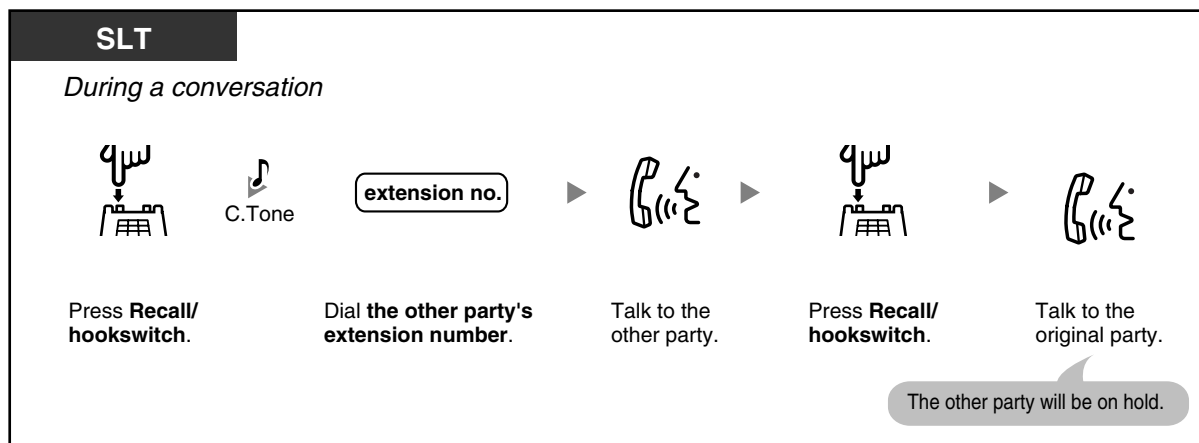 SLT
During a conversation
C.Tone
extension no.
Press Recall/
hookswitch.
Dial the other party's
extension number.
Talk to the
other party.
Press Recall/
hookswitch.
Talk to the
original party.
The other party will be on hold.